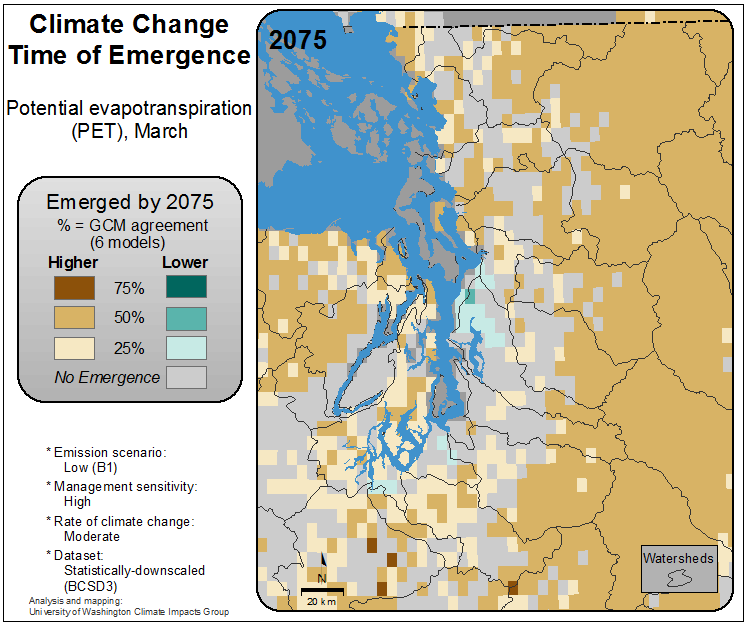 Climate Change
Time of Emergence
Potential evapotranspiration
(PET), March
Emerged by 2075
% = GCM agreement
(6 models)
Higher Lower
75%
50%
25%
No Emergence
* Emission scenario:
Low (B1)
* Management sensitivity:
High
* Rate of climate change:
Moderate
* Dataset:
Statistically-downscaled
(BCSD3)
Analysis and mapping:
University of Washington Climate Impacts Group
2075
Watersheds
N
20 km